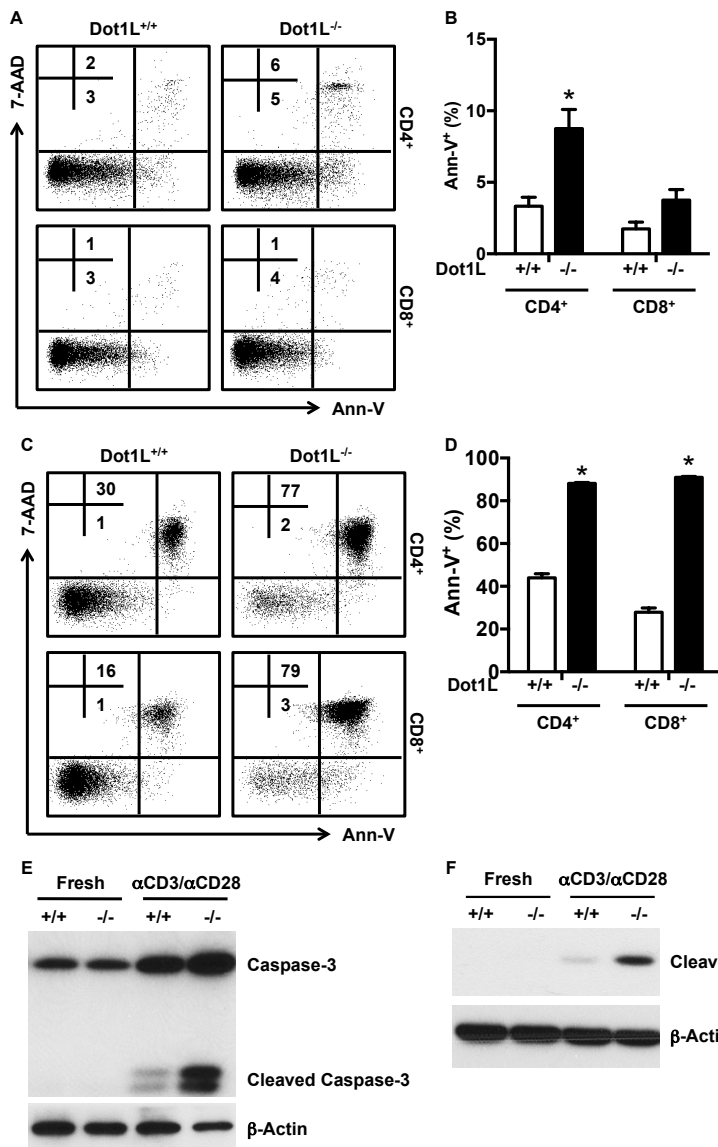 A
Dot1L+/+
Dot1L-/-
7-AAD
2
3
6
5
CD4+
1
3
1
4
CD8+
Ann-V
B
Ann-V+ (%)
15
10
5
0
*
Dot1L +/+ -/- +/+ -/-
CD4+ CD8+
C
Dot1L+/+
Dot1L-/-
7-AAD
30
1
77
2
CD4+
16
1
79
3
CD8+
Ann-V
D
Ann-V+ (%)
100
80
60
40
20
0
* *
Dot1L +/+ -/- +/+ -/-
CD4+ CD8+
E
Fresh αCD3/αCD28
+/+ -/- +/+ -/-
Caspase-3
Cleaved Caspase-3
β-Actin
F
Fresh αCD3/αCD28
+/+ -/- +/+ -/-
Cleav
β-Acti